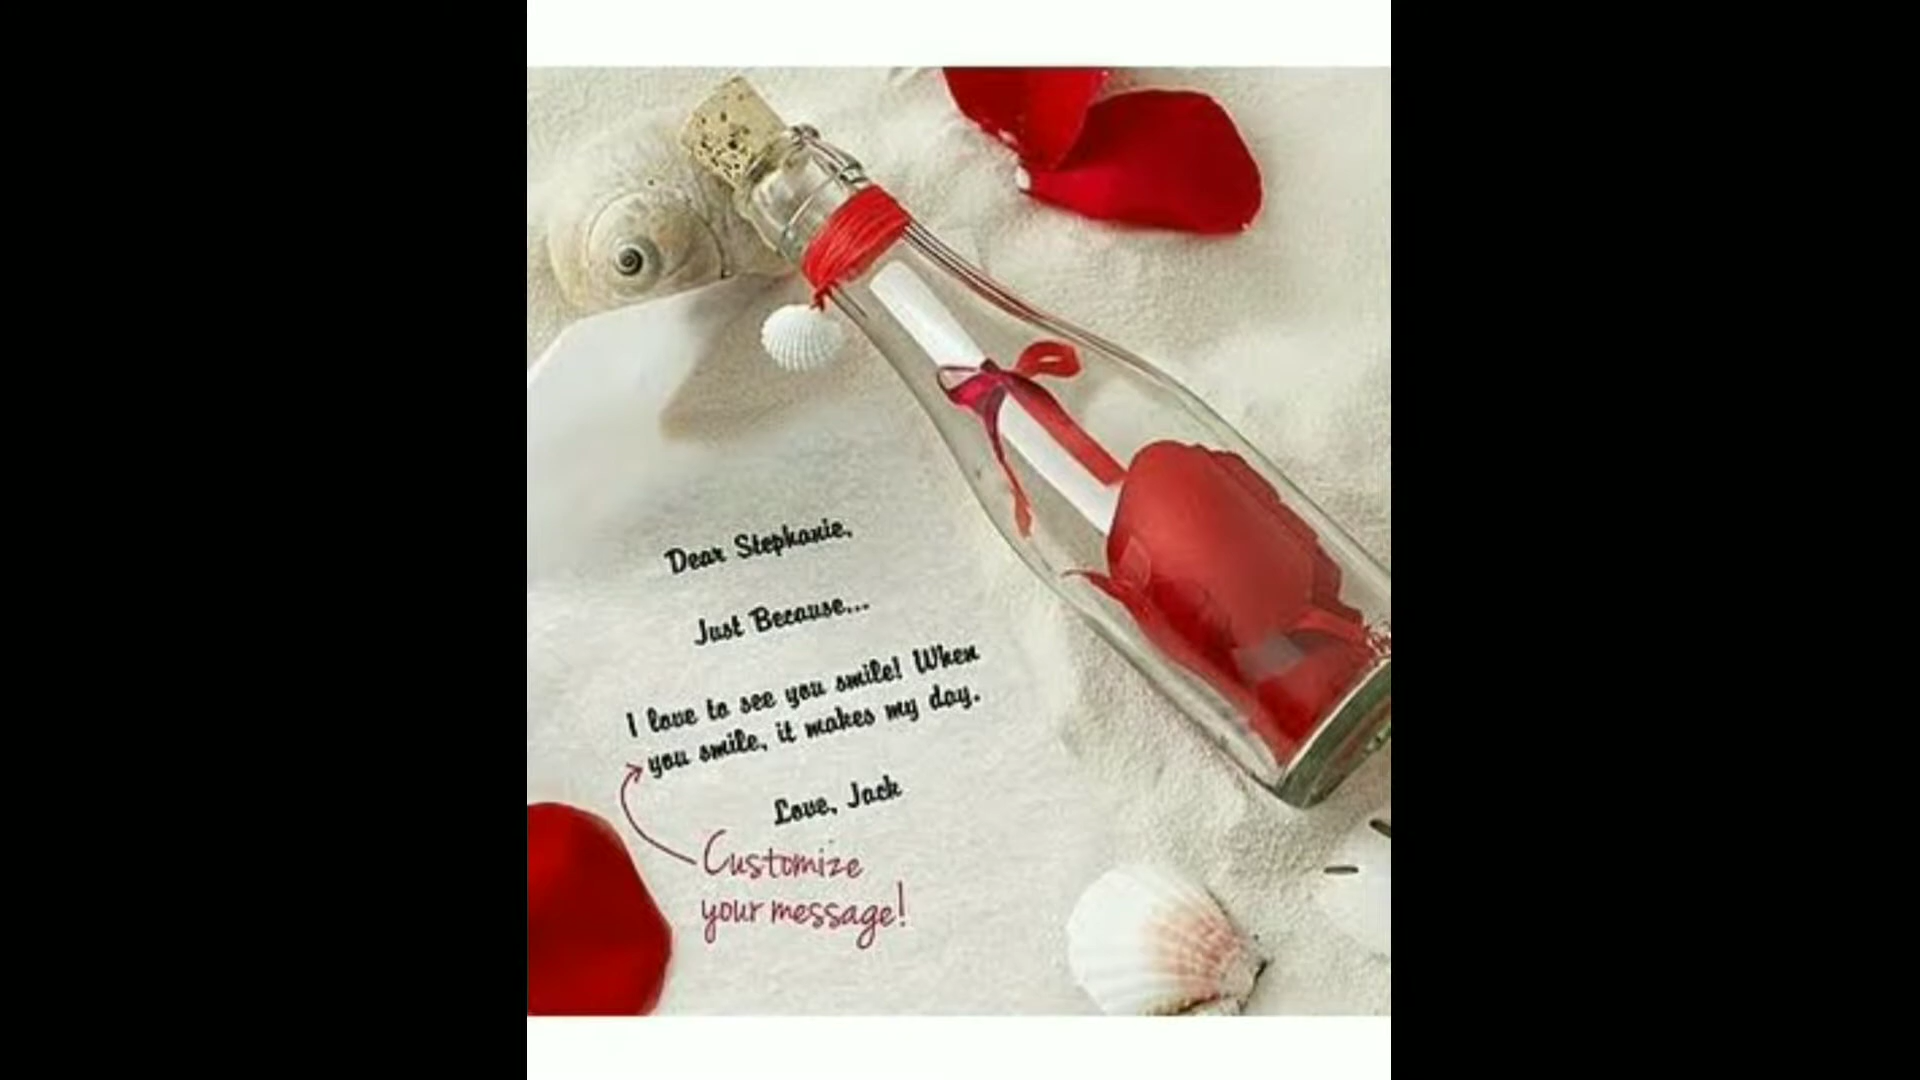 Dear Stephanie,
Just Because...
I love to see you smile! When
you smile, it makes my day.
Love, Jack
Customize
your message!